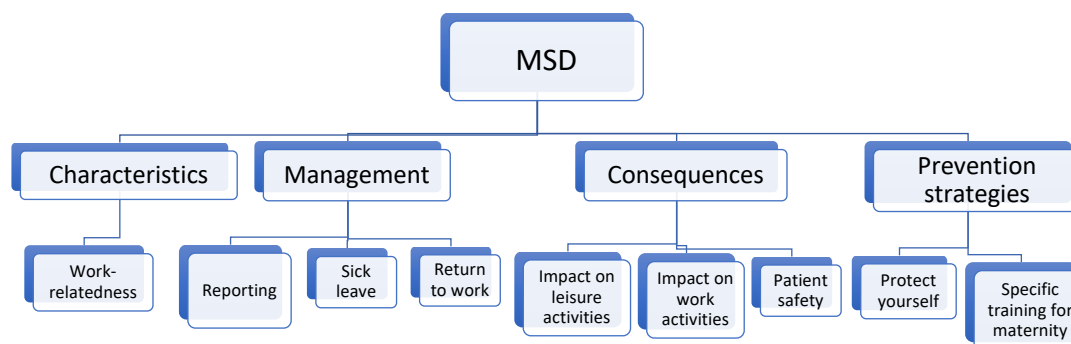 MSD
Characteristics
Management
Consequences
Prevention
strategies
Work-
relatedness
Reporting
Sick
leave
Return
to work
Impact on
leisure
activities
Impact on
work
activities
Patient
safety
Protect
yourself
Specific
training for
maternity